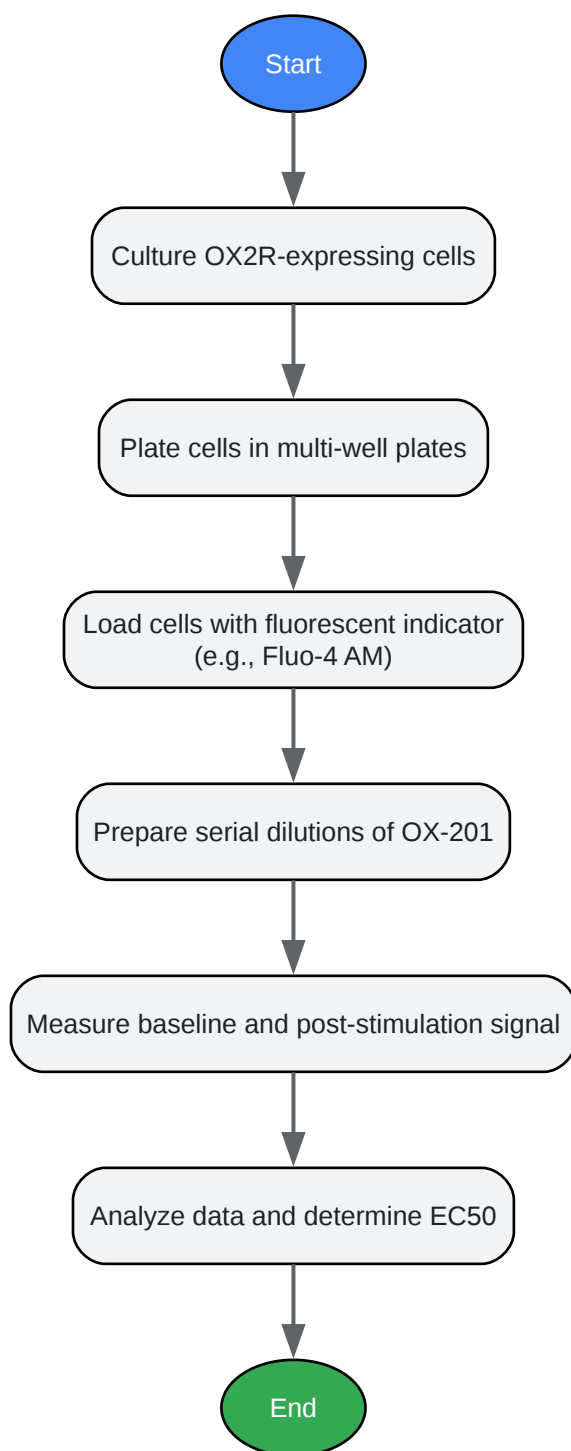 Start
Culture OX2R-expressing cells
Plate cells in multi-well plates
Load cells with fluorescent indicator
(e.g., Fluo-4 AM)
Prepare serial dilutions of OX-201
Measure baseline and post-stimulation signal
Analyze data and determine EC50
End